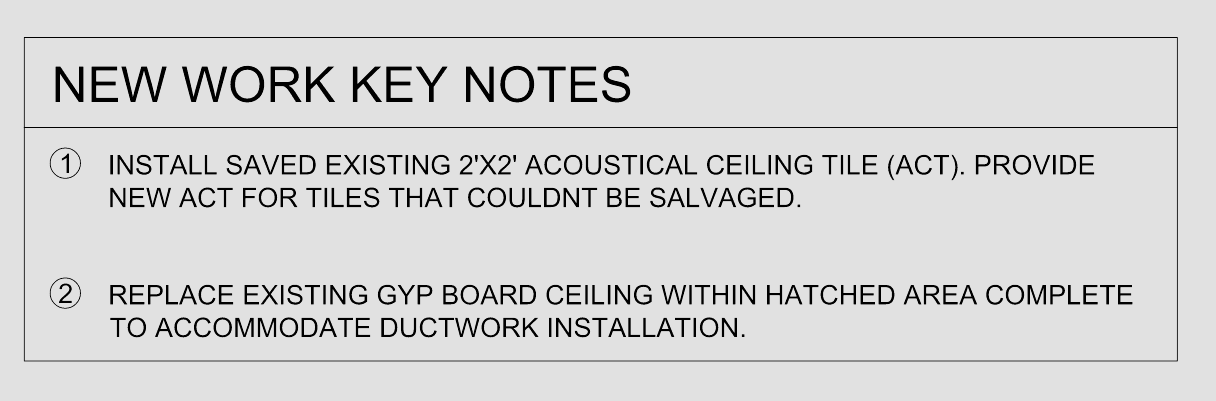 NEW WORK KEY NOTES
1 INSTALL SAVED EXISTING 2'X2' ACOUSTICAL CEILING TILE (ACT). PROVIDE
NEW ACT FOR TILES THAT COULDNT BE SALVAGED.
2 REPLACE EXISTING GYP BOARD CEILING WITHIN HATCHED AREA COMPLETE
TO ACCOMMODATE DUCTWORK INSTALLATION.